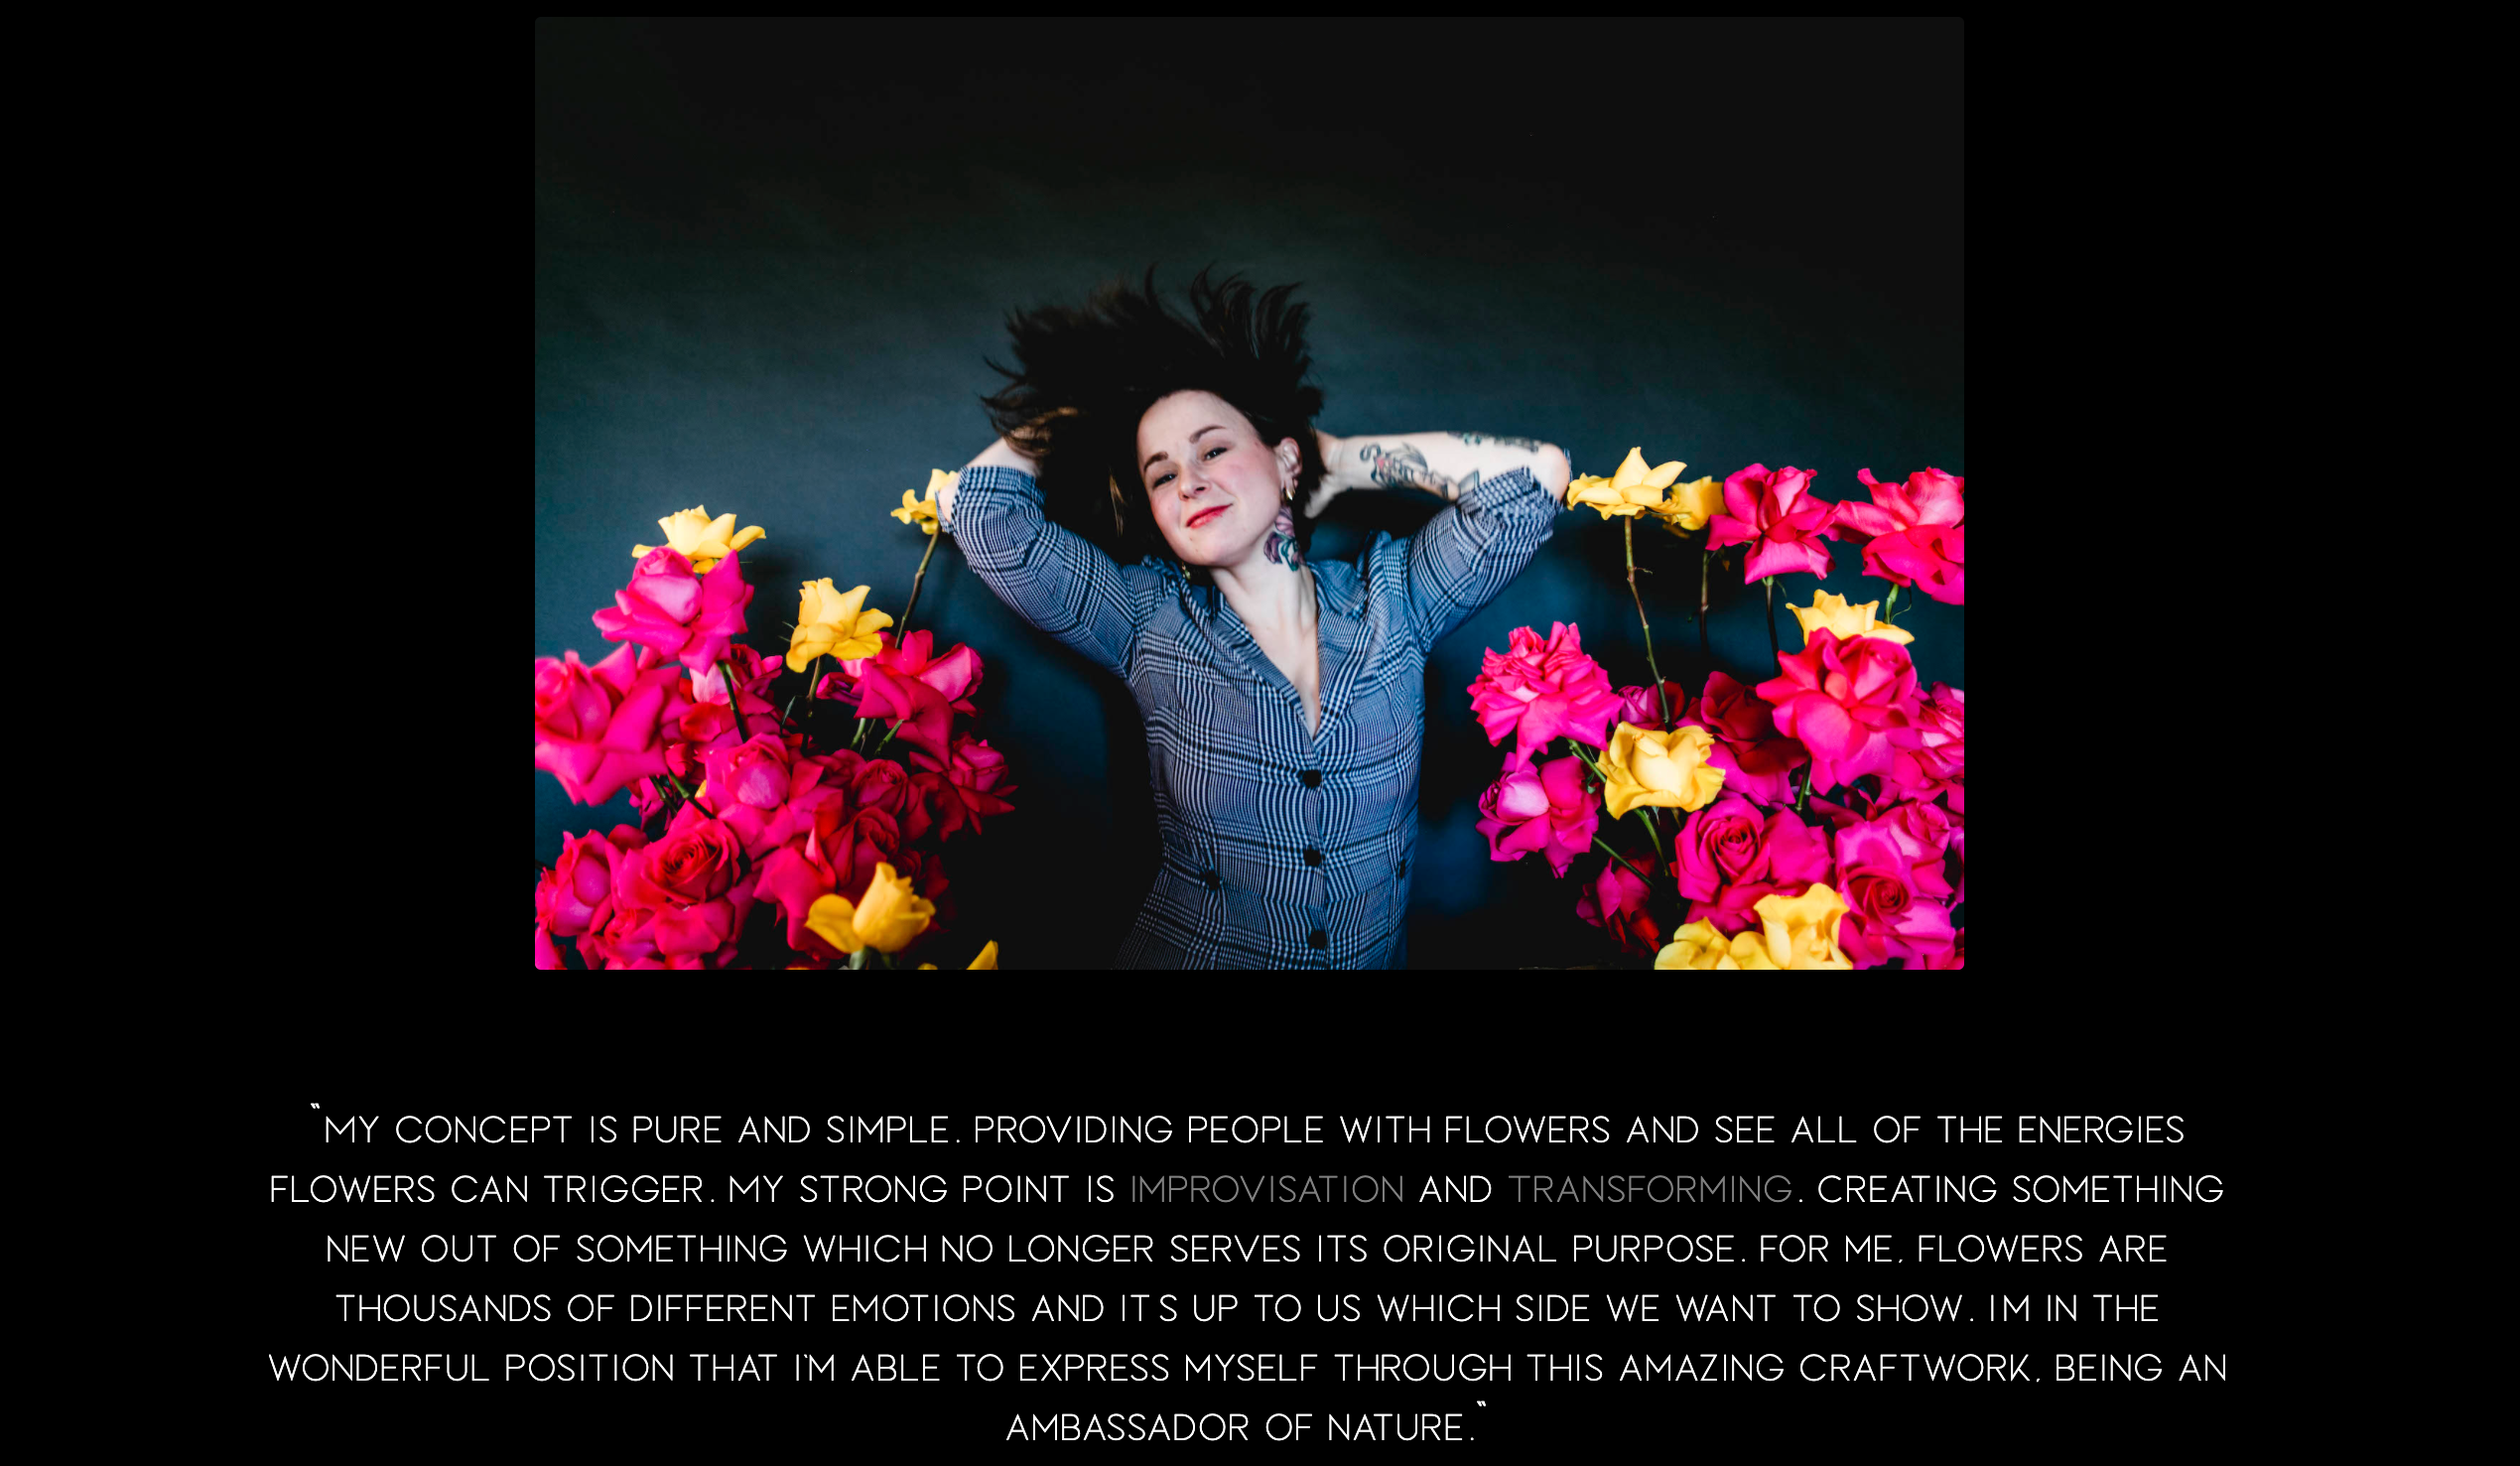 "MY CONCEPT IS PURE AND SIMPLE. PROVIDING PEOPLE WITH FLOWERS AND SEE ALL OF THE ENERGIES
FLOWERS CAN TRIGGER. MY STRONG POINT IS IMPROVISATION AND TRANSFORMING. CREATING SOMETHING
NEW OUT OF SOMETHING WHICH NO LONGER SERVES ITS ORIGINAL PURPOSE. FOR ME, FLOWERS ARE
THOUSANDS OF DIFFERENT EMOTIONS AND IT S UP TO US WHICH SIDE WE WANT TO SHOW. I M IN THE
WONDERFUL POSITION THAT I'M ABLE TO EXPRESS MYSELF THROUGH THIS AMAZING CRAFTWORK, BEING AN
AMBASSADOR OF NATURE."